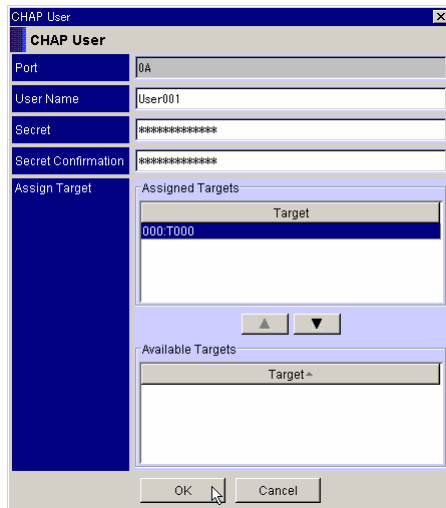 CHAP User
CHAP User
Port 0A
User Name User001
Secret *************
Secret Confirmation *************
Assign Target
Assigned Targets
Target
000:T000
Available Targets
Target
OK Cancel